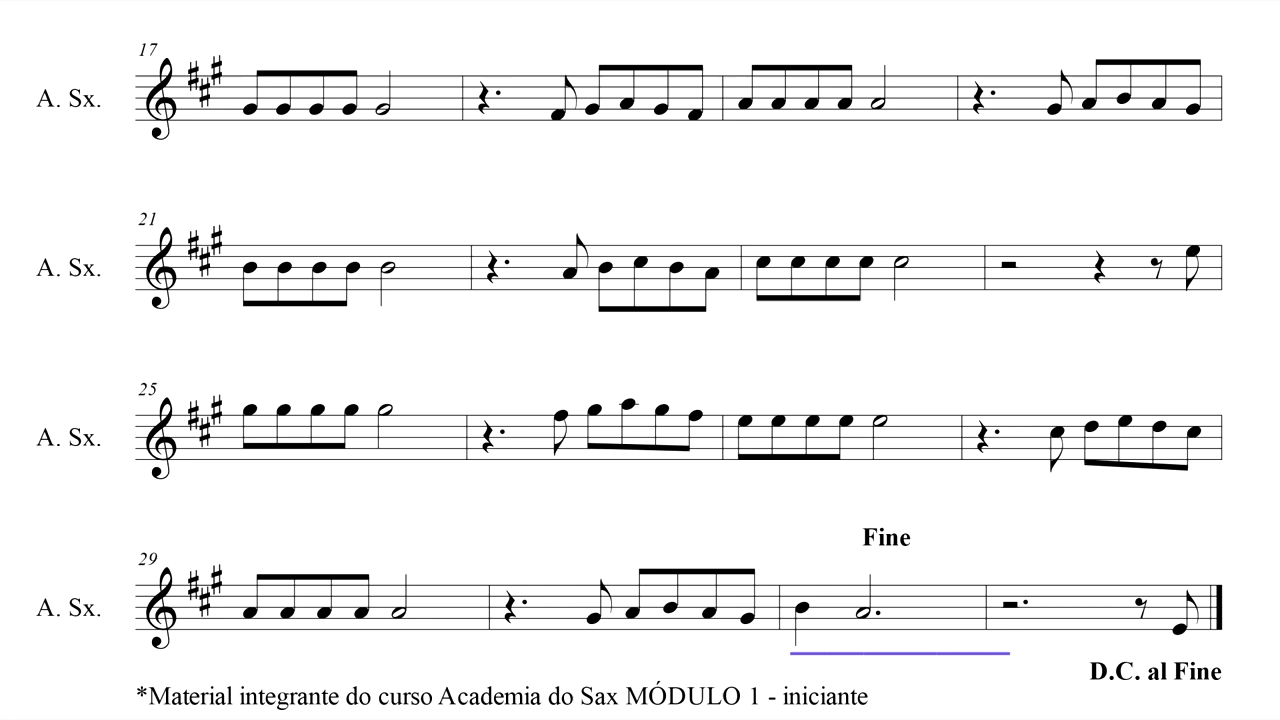 17
A. Sx.
21
A. Sx.
25
A. Sx.
Fine
29
A. Sx.
D.C. al Fine
*Material integrante do curso Academia do Sax MÓDULO 1 - iniciante